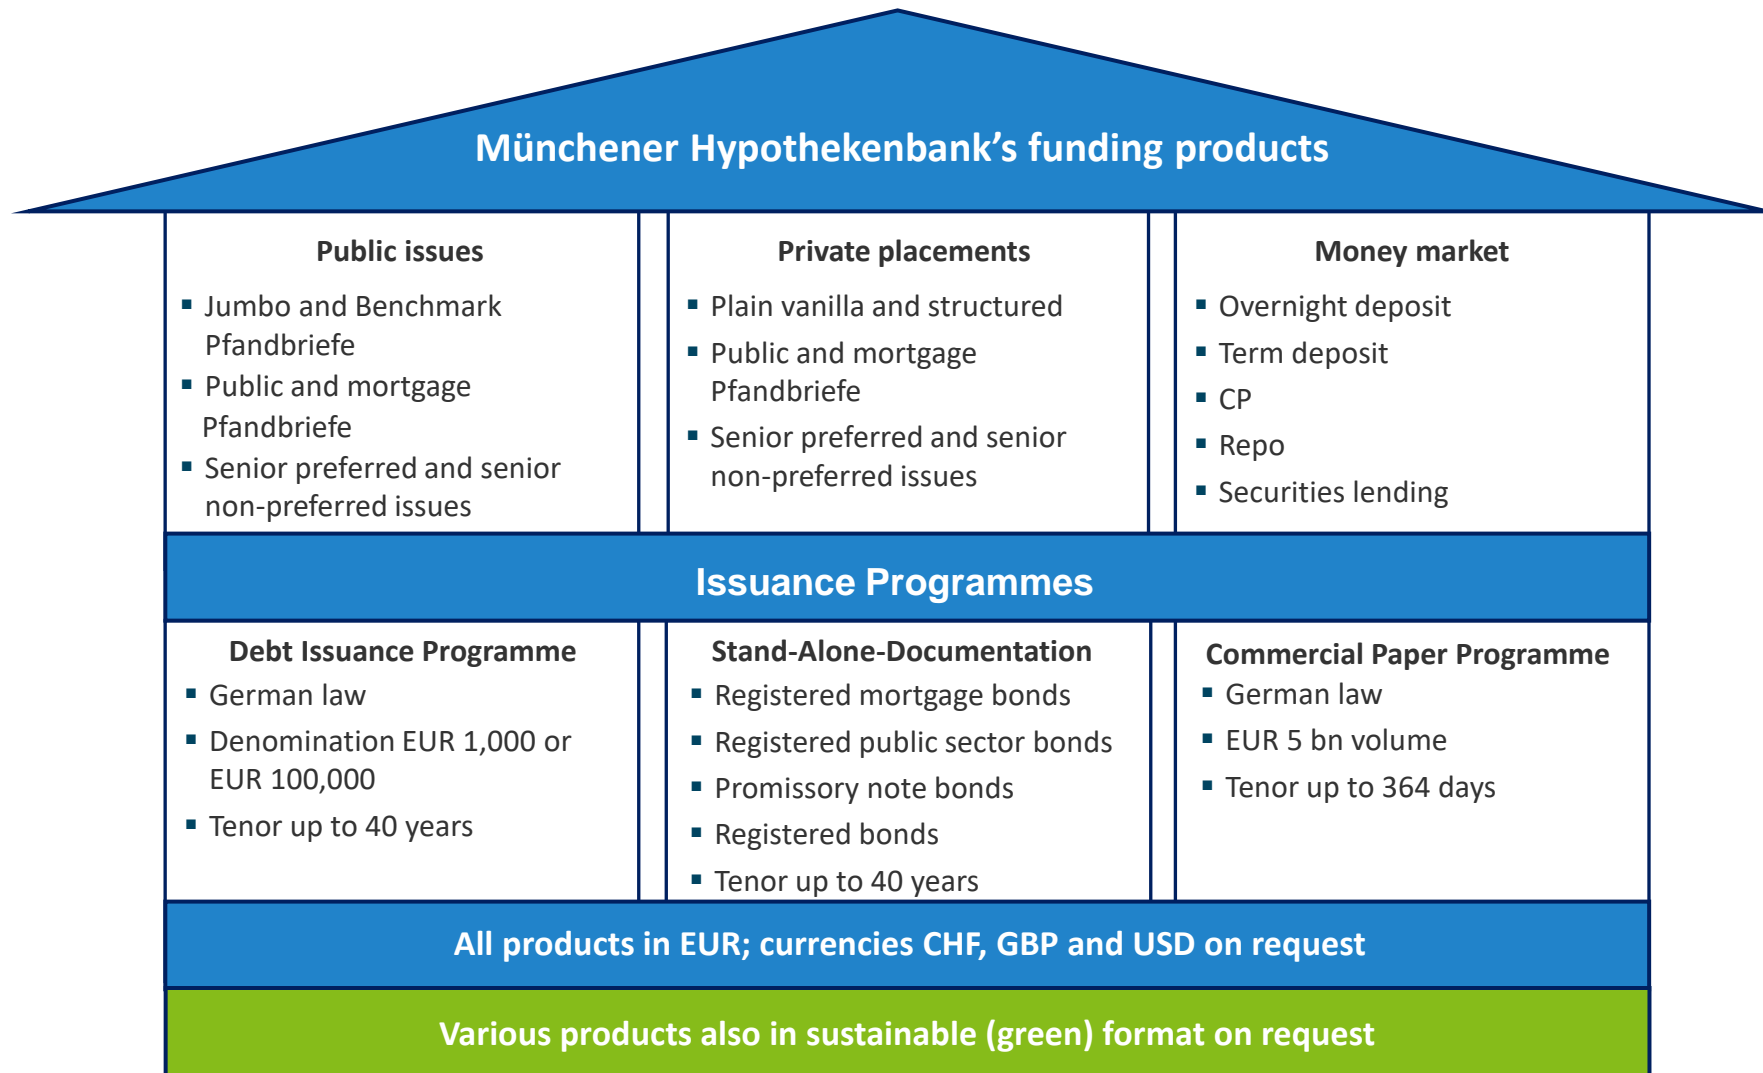 Münchener Hypothekenbank’s funding products
Public issues
▪ Jumbo and Benchmark
Pfandbriefe
▪ Public and mortgage
Pfandbriefe
▪ Senior preferred and senior
non-preferred issues
Private placements
▪ Plain vanilla and structured
▪ Public and mortgage
Pfandbriefe
▪ Senior preferred and senior
non-preferred issues
Money market
▪ Overnight deposit
▪ Term deposit
▪ CP
▪ Repo
▪ Securities lending
Issuance Programmes
Debt Issuance Programme
▪ German law
▪ Denomination EUR 1,000 or
EUR 100,000
▪ Tenor up to 40 years
Stand-Alone-Documentation
▪ Registered mortgage bonds
▪ Registered public sector bonds
▪ Promissory note bonds
▪ Registered bonds
▪ Tenor up to 40 years
Commercial Paper Programme
▪ German law
▪ EUR 5 bn volume
▪ Tenor up to 364 days
All products in EUR; currencies CHF, GBP and USD on request
Various products also in sustainable (green) format on request